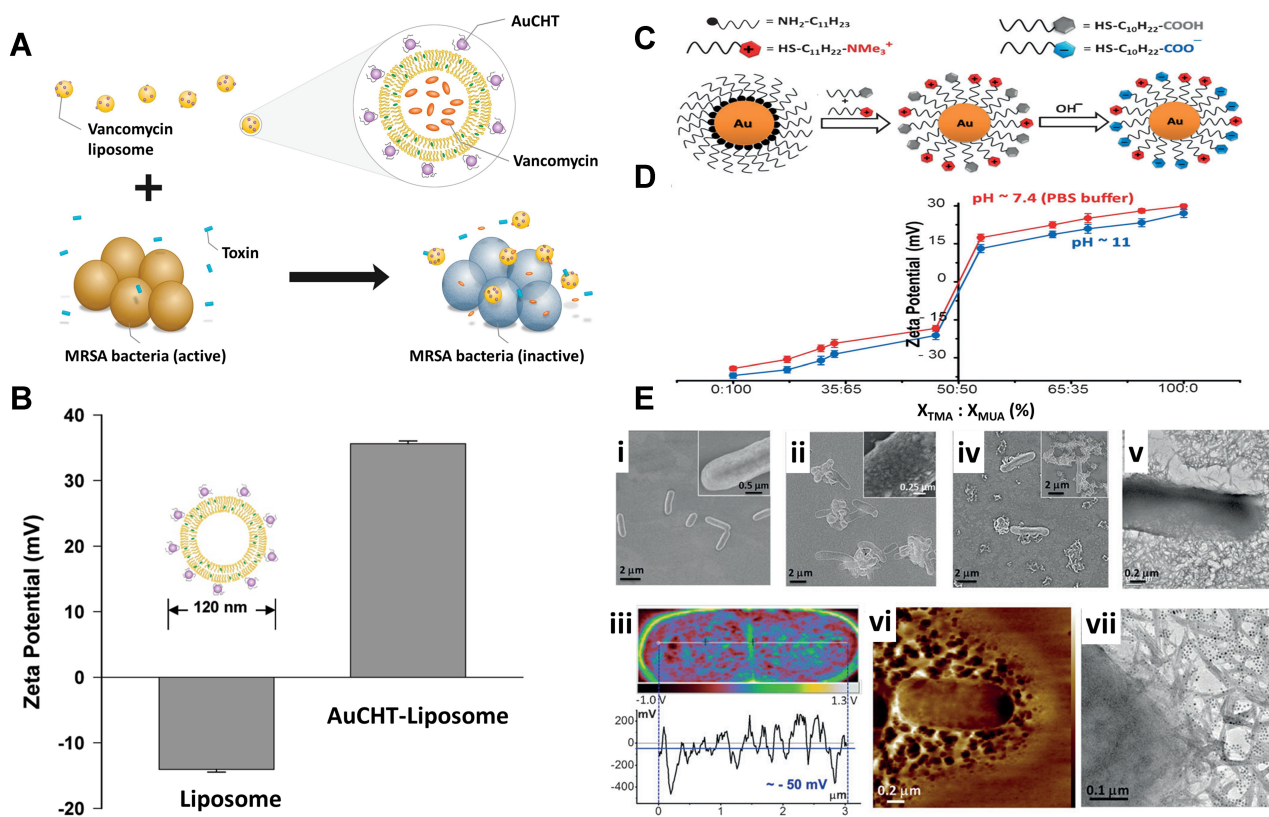 A
AuCHT
Vancomycin
liposome
Vancomycin
+
Toxin
MRSA bacteria (active)
MRSA bacteria (inactive)
B
Zeta Potential (mV)
40
30
20
10
0
-10
-20
120 nm
AuCHT-Liposome
Liposome
C
= NH₂-C₁₁H₂₃
= HS-C₁₁H₂₂-NMe₃⁺
= HS-C₁₀H₂₂-COOH
= HS-C₁₀H₂₂-COO⁻
Au
+
Au
OH⁻
Au
D
Zeta Potential (mV)
30
15
0
- 15
- 30
pH ~ 7.4 (PBS buffer)
pH ~ 11
0:100 35:65 50:50 65:35 100:0
X_TMA : X_MUA (%)
E
i
0.5 μm
2 μm
ii
0.25 μm
2 μm
iv
2 μm
2 μm
v
0.2 μm
iii
-1.0 V 1.3 V
mV
200
0
-200
-400
~ - 50 mV
μm
0 1 2 3
vi
0.2 μm
vii
0.1 μm